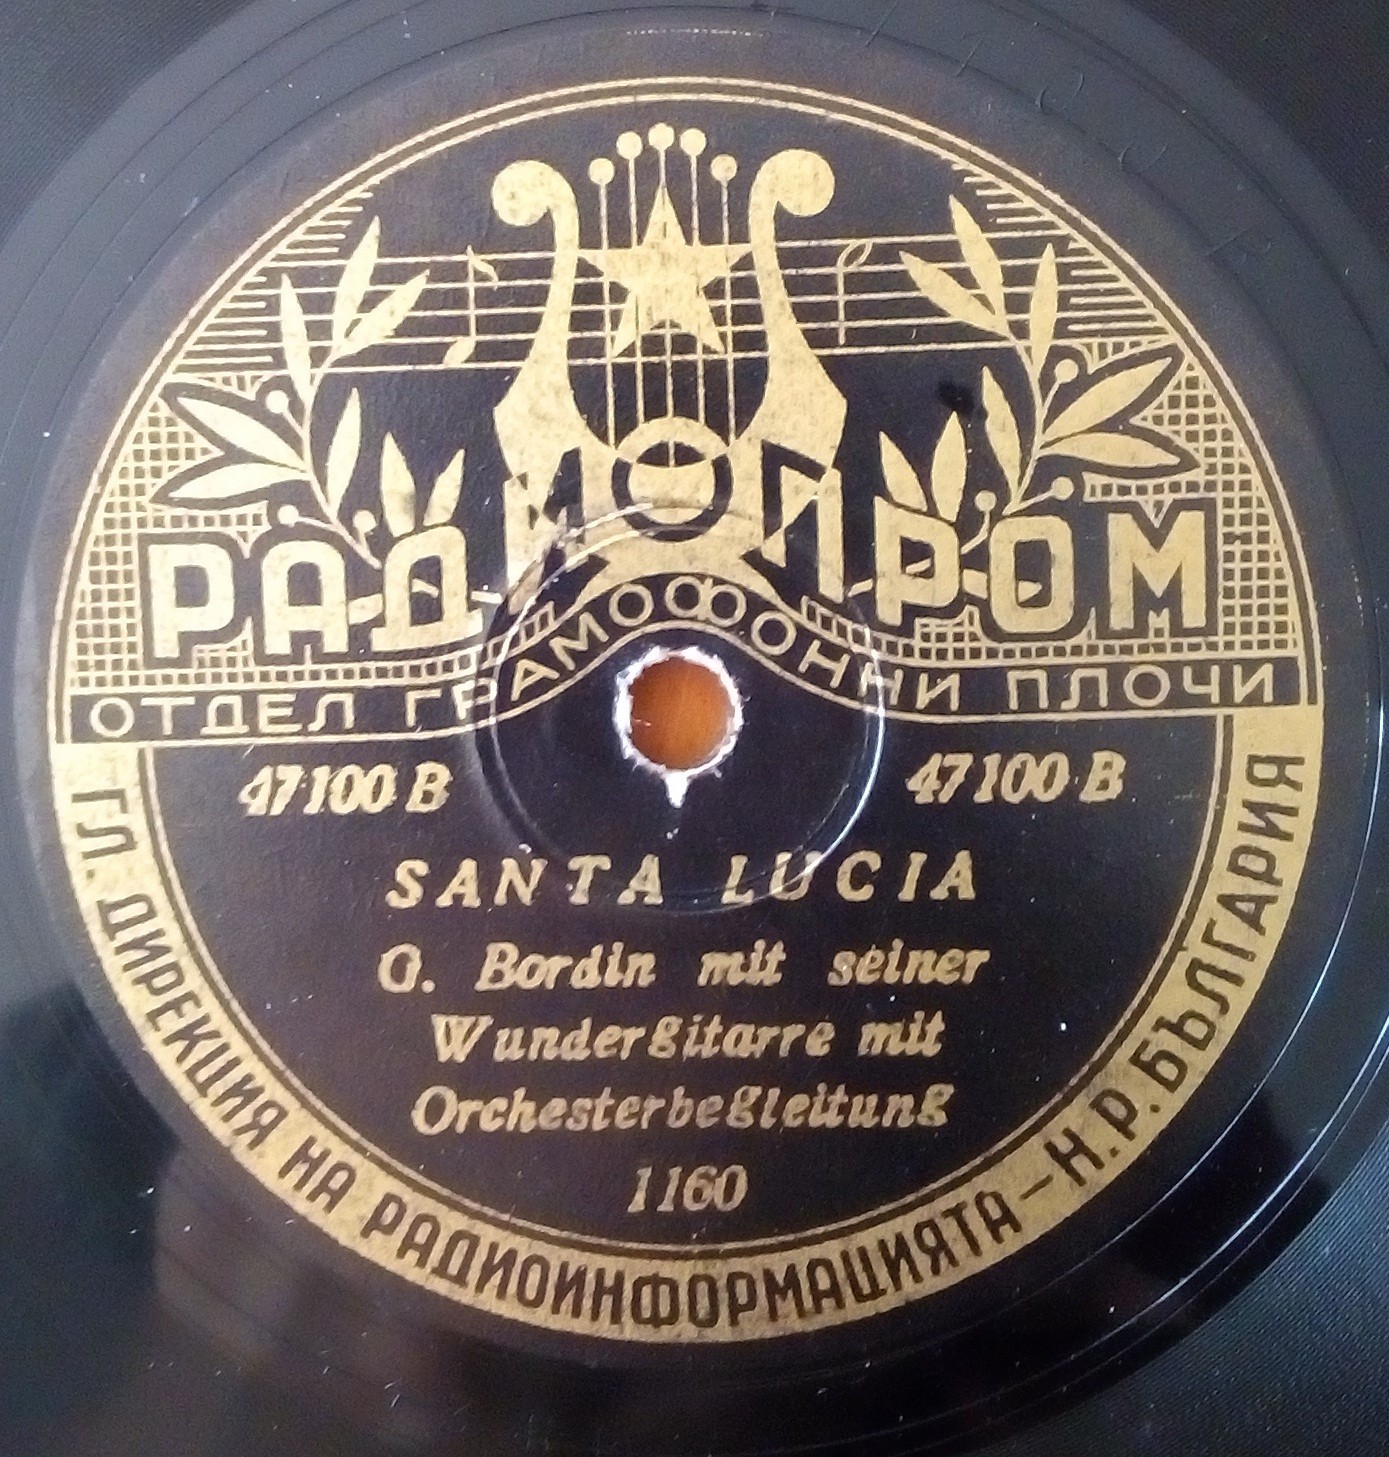 РАДИОПРОМ
ОТДЕЛ ГРАМОФОННИ ПЛОЧИ
47100 B 47100 B
SANTA LUCIA
G. Bordin mit seiner
Wundergitarre mit
Orchesterbegleitung
1160
ГЛ. ДИРЕКЦИЯ НА РАДИОИНФОРМАЦИЯТА – Н. Р. БЪЛГАРИЯ